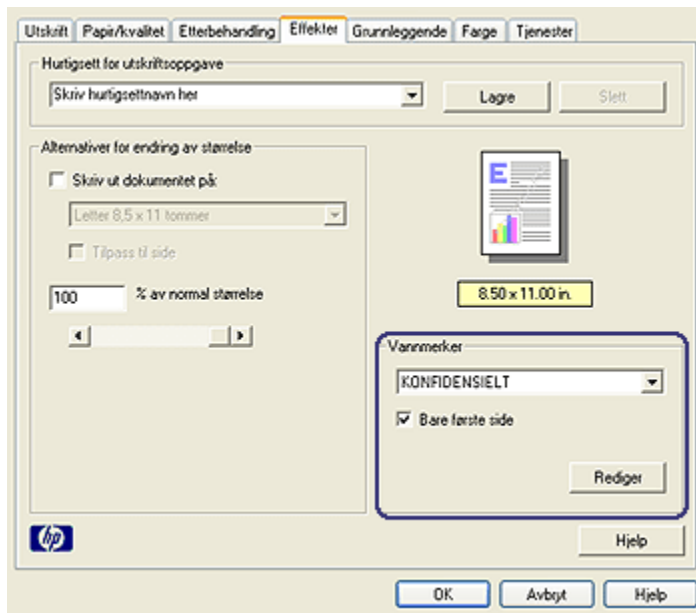 Utskrift Papir/kvalitet Etterbehandling Effekter Grunnleggende Farge Tjenester
Hurtigsett for utskriftsoppgave
Skriv hurtigsettnavn her Lagre Slett
Alternativer for endring av størrelse
Skriv ut dokumentet på:
Letter 8,5 x 11 tommer
Tilpass til side
100 % av normal størrelse
E
8.50 x 11.00 in.
Vannmerker
KONFIDENSIELT
Bare første side
Rediger
hp
Hjelp
OK Avbryt Hjelp